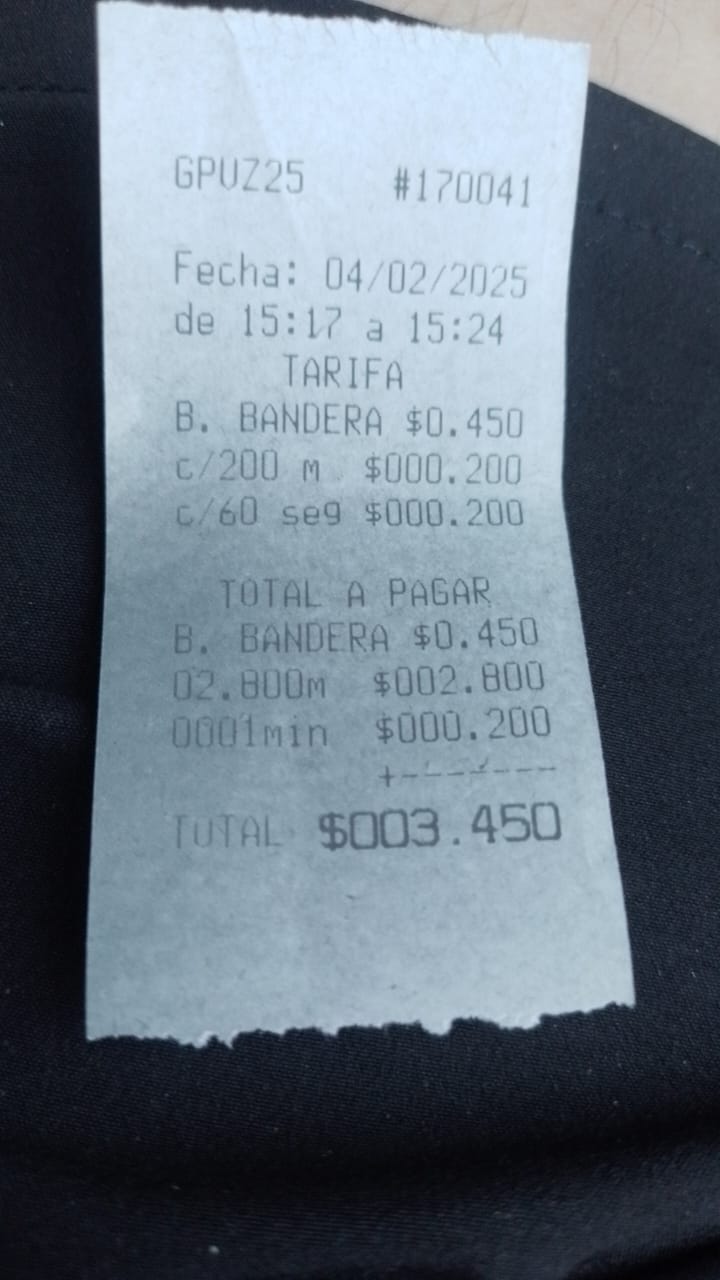 GPUZ25 #170041
Fecha: 04/02/2025
de 15:17 a 15:24
TARIFA
B. BANDERA $0.450
c/200 m $000.200
c/60 seg $000.200
TOTAL A PAGAR
B. BANDERA $0.450
02.800m $002.800
0001min $000.200
+-------
TOTAL $003.450